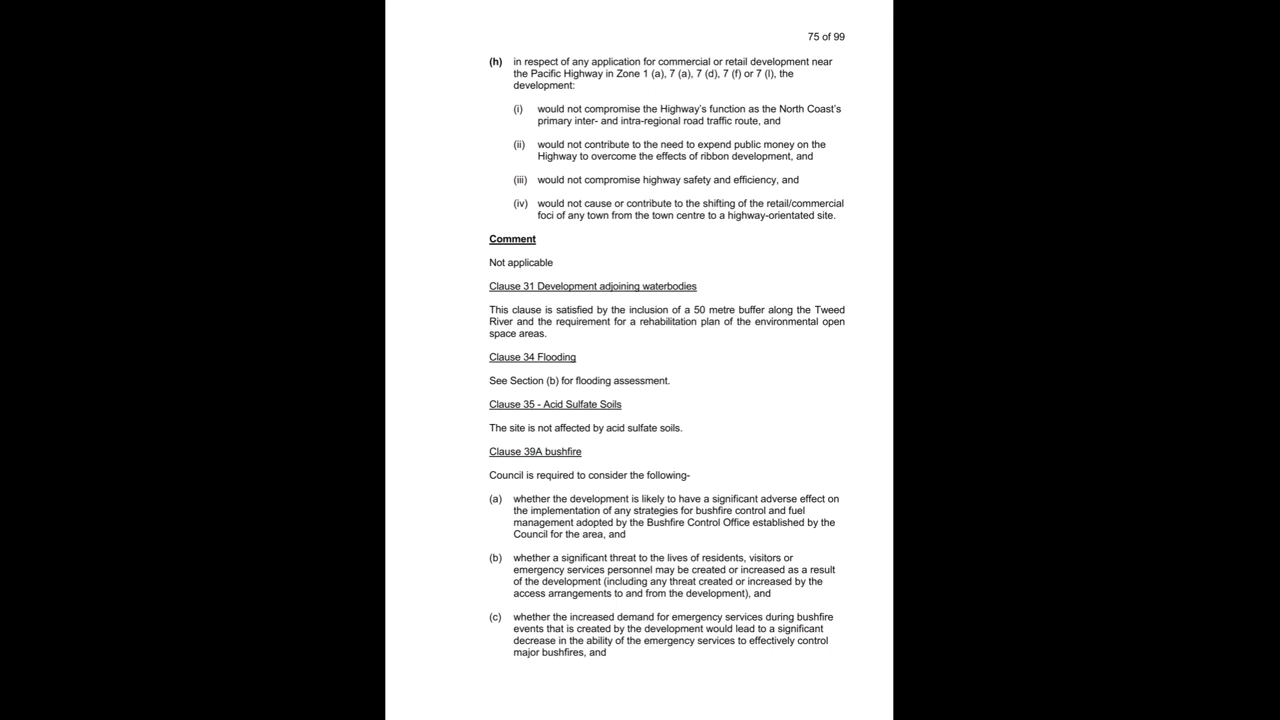 75 of 99
(h) in respect of any application for commercial or retail development near
the Pacific Highway in Zone 1 (a), 7 (a), 7 (d), 7 (f) or 7 (l), the
development:
(i) would not compromise the Highway's function as the North Coast's
primary inter- and intra-regional road traffic route, and
(ii) would not contribute to the need to expend public money on the
Highway to overcome the effects of ribbon development, and
(iii) would not compromise highway safety and efficiency, and
(iv) would not cause or contribute to the shifting of the retail/commercial
foci of any town from the town centre to a highway-orientated site.
Comment
Not applicable
Clause 31 Development adjoining waterbodies
This clause is satisfied by the inclusion of a 50 metre buffer along the Tweed
River and the requirement for a rehabilitation plan of the environmental open
space areas.
Clause 34 Flooding
See Section (b) for flooding assessment.
Clause 35 - Acid Sulfate Soils
The site is not affected by acid sulfate soils.
Clause 39A bushfire
Council is required to consider the following-
(a) whether the development is likely to have a significant adverse effect on
the implementation of any strategies for bushfire control and fuel
management adopted by the Bushfire Control Office established by the
Council for the area, and
(b) whether a significant threat to the lives of residents, visitors or
emergency services personnel may be created or increased as a result
of the development (including any threat created or increased by the
access arrangements to and from the development), and
(c) whether the increased demand for emergency services during bushfire
events that is created by the development would lead to a significant
decrease in the ability of the emergency services to effectively control
major bushfires, and